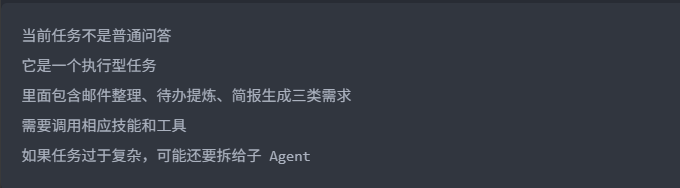 当前任务不是普通问答
它是一个执行型任务
里面包含邮件整理、待办提炼、简报生成三类需求
需要调用相应技能和工具
如果任务过于复杂，可能还要拆给子 Agent